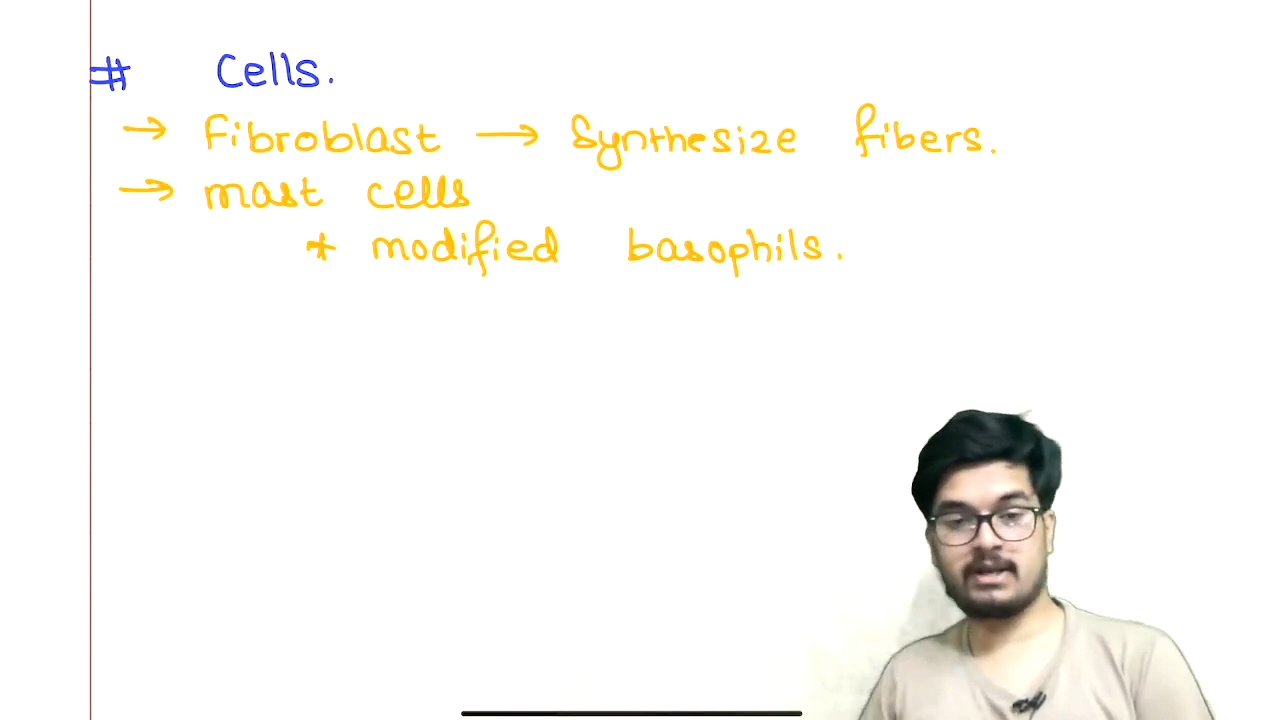 # Cells.
→ Fibroblast → Synthesize fibers.
→ mast cells
* modified basophils.